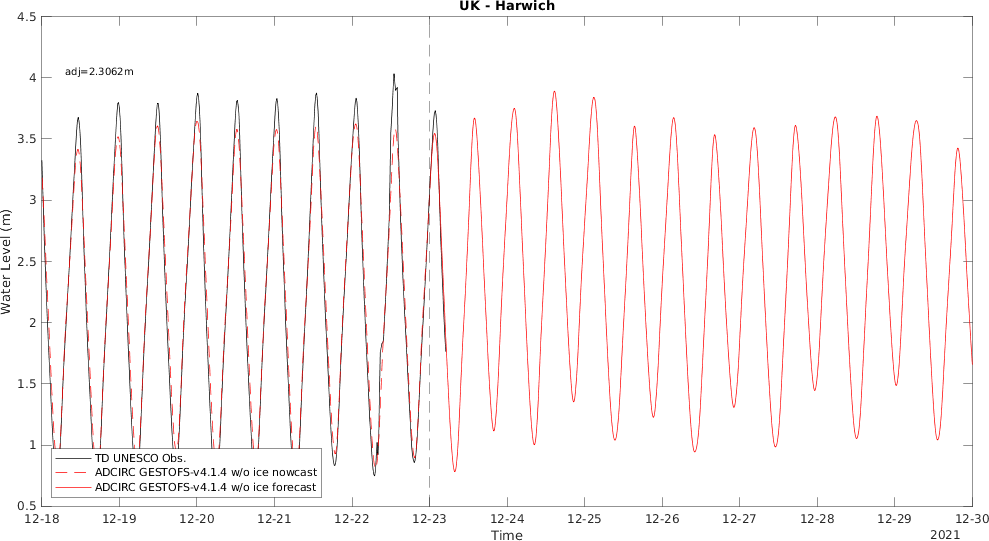 UK - Harwich
4.5
4
3.5
3
2.5
2
1.5
1
0.5
Water Level (m)
adj=2.3062m
TD UNESCO Obs.
ADCIRC GESTOFS-v4.1.4 w/o ice nowcast
ADCIRC GESTOFS-v4.1.4 w/o ice forecast
12-18 12-19 12-20 12-21 12-22 12-23 12-24 12-25 12-26 12-27 12-28 12-29 12-30
Time
2021